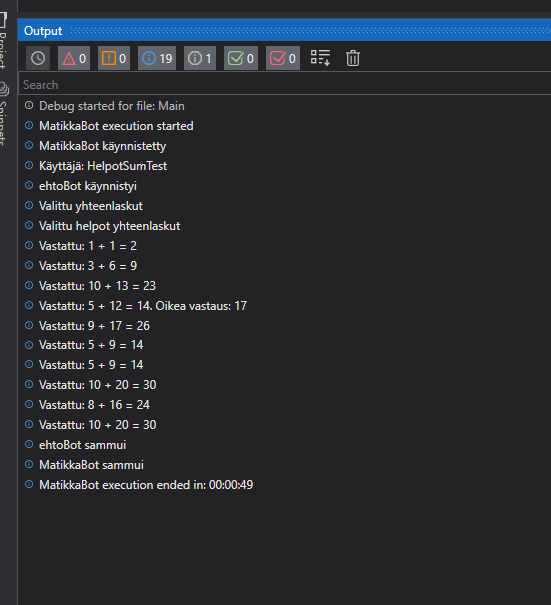 Output
0
0
19
1
0
0
Project
Snippets
Search
Debug started for file: Main
MatikkaBot execution started
MatikkaBot käynnistetty
Käyttäjä: HelpotSumTest
ehtoBot käynnistyi
Valittu yhteenlaskut
Valittu helpot yhteenlaskut
Vastattu: 1 + 1 = 2
Vastattu: 3 + 6 = 9
Vastattu: 10 + 13 = 23
Vastattu: 5 + 12 = 14. Oikea vastaus: 17
Vastattu: 9 + 17 = 26
Vastattu: 5 + 9 = 14
Vastattu: 5 + 9 = 14
Vastattu: 10 + 20 = 30
Vastattu: 8 + 16 = 24
Vastattu: 10 + 20 = 30
ehtoBot sammui
MatikkaBot sammui
MatikkaBot execution ended in: 00:00:49